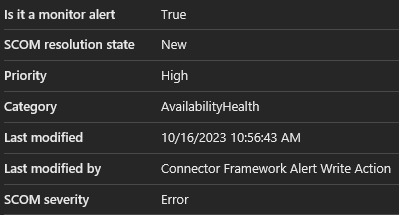 Is it a monitor alert True
SCOM resolution state New
Priority High
Category AvailabilityHealth
Last modified 10/16/2023 10:56:43 AM
Last modified by Connector Framework Alert Write Action
SCOM severity Error